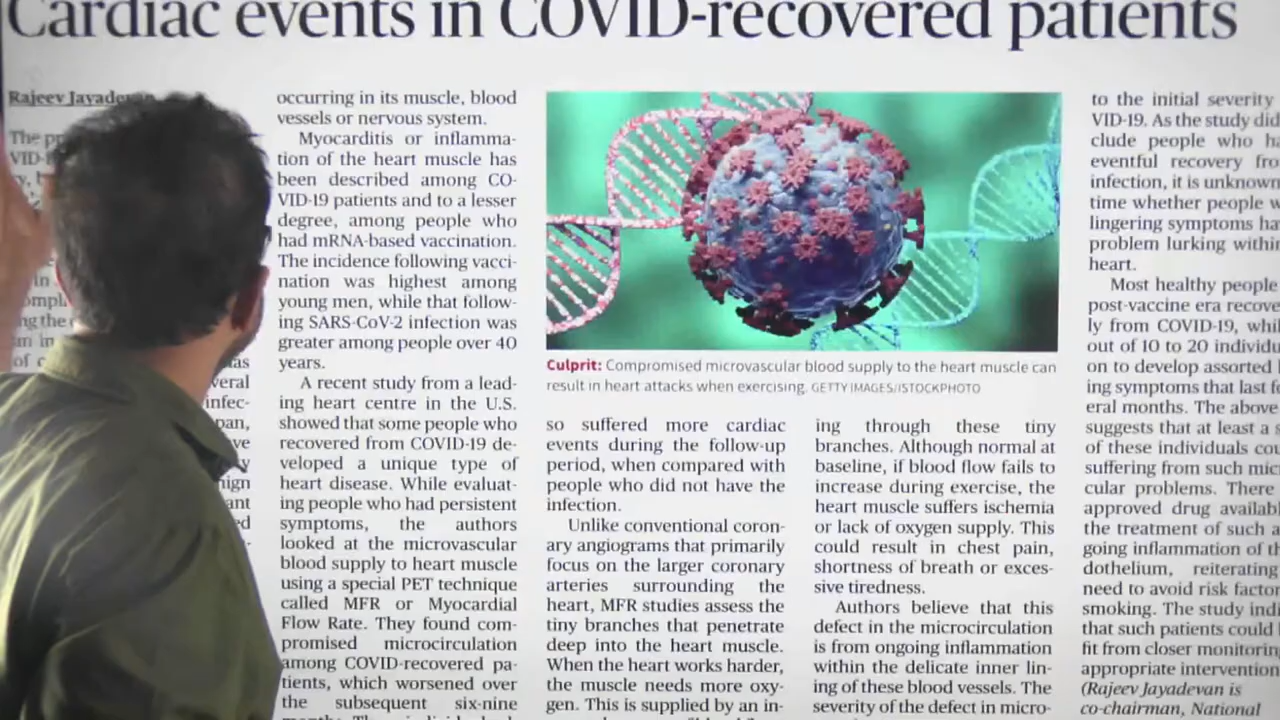 Cardiac events in COVID-recovered patients
Rajeev Jayadevan
The
VID-1
in
ompl
ng the
an in
of c
as
veral
infec-
pan,
ve
y
nign
ant
ed
occurring in its muscle, blood
vessels or nervous system.
Myocarditis or inflamma-
tion of the heart muscle has
been described among CO-
VID-19 patients and to a lesser
degree, among people who
had mRNA-based vaccination.
The incidence following vacci-
nation was highest among
young men, while that follow-
ing SARS-CoV-2 infection was
greater among people over 40
years.
A recent study from a lead-
ing heart centre in the U.S.
showed that some people who
recovered from COVID-19 de-
veloped a unique type of
heart disease. While evaluat-
ing people who had persistent
symptoms, the authors
looked at the microvascular
blood supply to heart muscle
using a special PET technique
called MFR or Myocardial
Flow Rate. They found com-
promised microcirculation
among COVID-recovered pa-
tients, which worsened over
the subsequent six-nine
Culprit: Compromised microvascular blood supply to the heart muscle can
result in heart attacks when exercising. GETTY IMAGES/ISTOCKPHOTO
so suffered more cardiac
events during the follow-up
period, when compared with
people who did not have the
infection.
Unlike conventional coron-
ary angiograms that primarily
focus on the larger coronary
arteries surrounding the
heart, MFR studies assess the
tiny branches that penetrate
deep into the heart muscle.
When the heart works harder,
the muscle needs more oxy-
gen. This is supplied by an in-
ing through these tiny
branches. Although normal at
baseline, if blood flow fails to
increase during exercise, the
heart muscle suffers ischemia
or lack of oxygen supply. This
could result in chest pain,
shortness of breath or exces-
sive tiredness.
Authors believe that this
defect in the microcirculation
is from ongoing inflammation
within the delicate inner lin-
ing of these blood vessels. The
severity of the defect in micro-
to the initial severity
VID-19. As the study did
clude people who ha
eventful recovery fro
infection, it is unknown
time whether people w
lingering symptoms ha
problem lurking within
heart.
Most healthy people
post-vaccine era recove
ly from COVID-19, whil
out of 10 to 20 individu
on to develop assorted l
ing symptoms that last f
eral months. The above
suggests that at least a s
of these individuals cou
suffering from such mic
cular problems. There
approved drug availabl
the treatment of such a
going inflammation of th
dothelium, reiterating
need to avoid risk factor
smoking. The study indi
that such patients could l
fit from closer monitoring
appropriate intervention
(Rajeev Jayadevan is
co-chairman, National